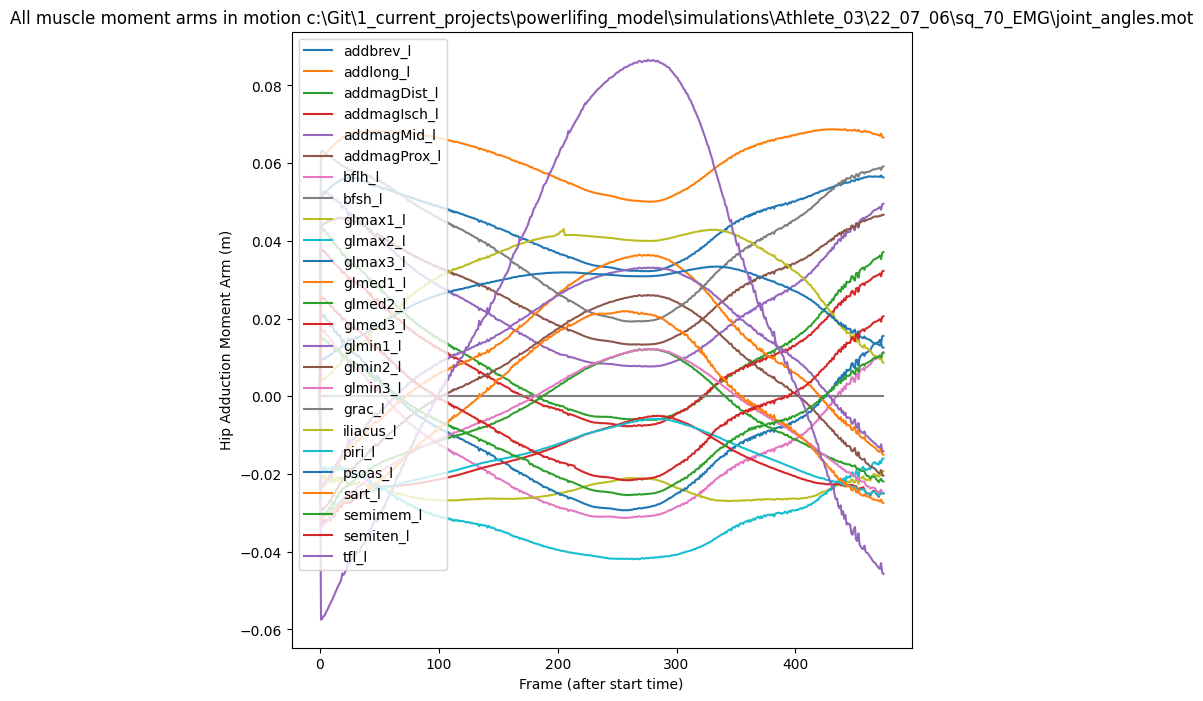 All muscle moment arms in motion c:\Git\1_current_projects\powerlifing_model\simulations\Athlete_03\22_07_06\sq_70_EMG\joint_angles.mot
addbrev_l
addlong_l
addmagDist_l
addmagIsch_l
addmagMid_l
addmagProx_l
bflh_l
bfsh_l
glmax1_l
glmax2_l
glmax3_l
glmed1_l
glmed2_l
glmed3_l
glmin1_l
glmin2_l
glmin3_l
grac_l
iliacus_l
piri_l
psoas_l
sart_l
semimem_l
semiten_l
tfl_l
Hip Adduction Moment Arm (m)
0.08
0.06
0.04
0.02
0.00
−0.02
−0.04
−0.06
0 100 200 300 400
Frame (after start time)